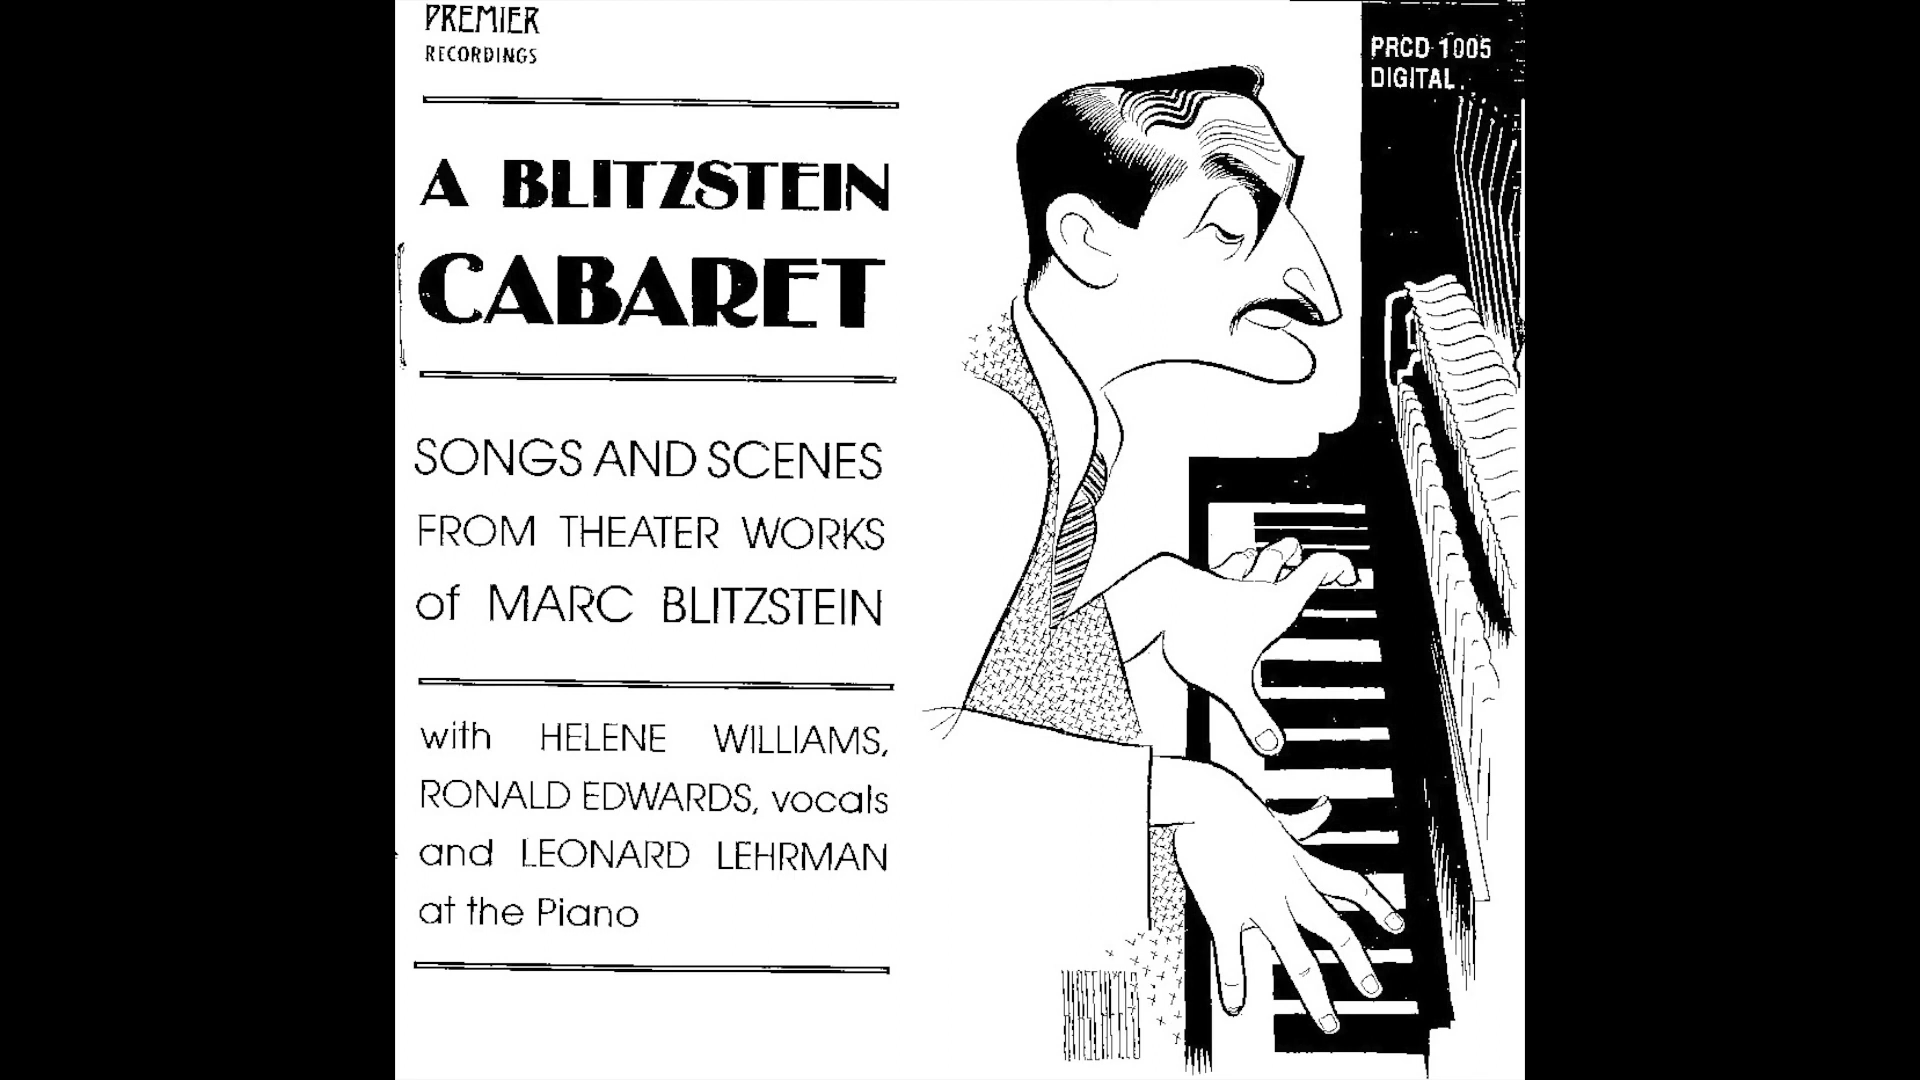 PREMIER
RECORDINGS
PRCD 1005
DIGITAL
A BLITZSTEIN
CABARET
SONGS AND SCENES
FROM THEATER WORKS
of MARC BLITZSTEIN
with HELENE WILLIAMS,
RONALD EDWARDS, vocals
and LEONARD LEHRMAN
at the Piano